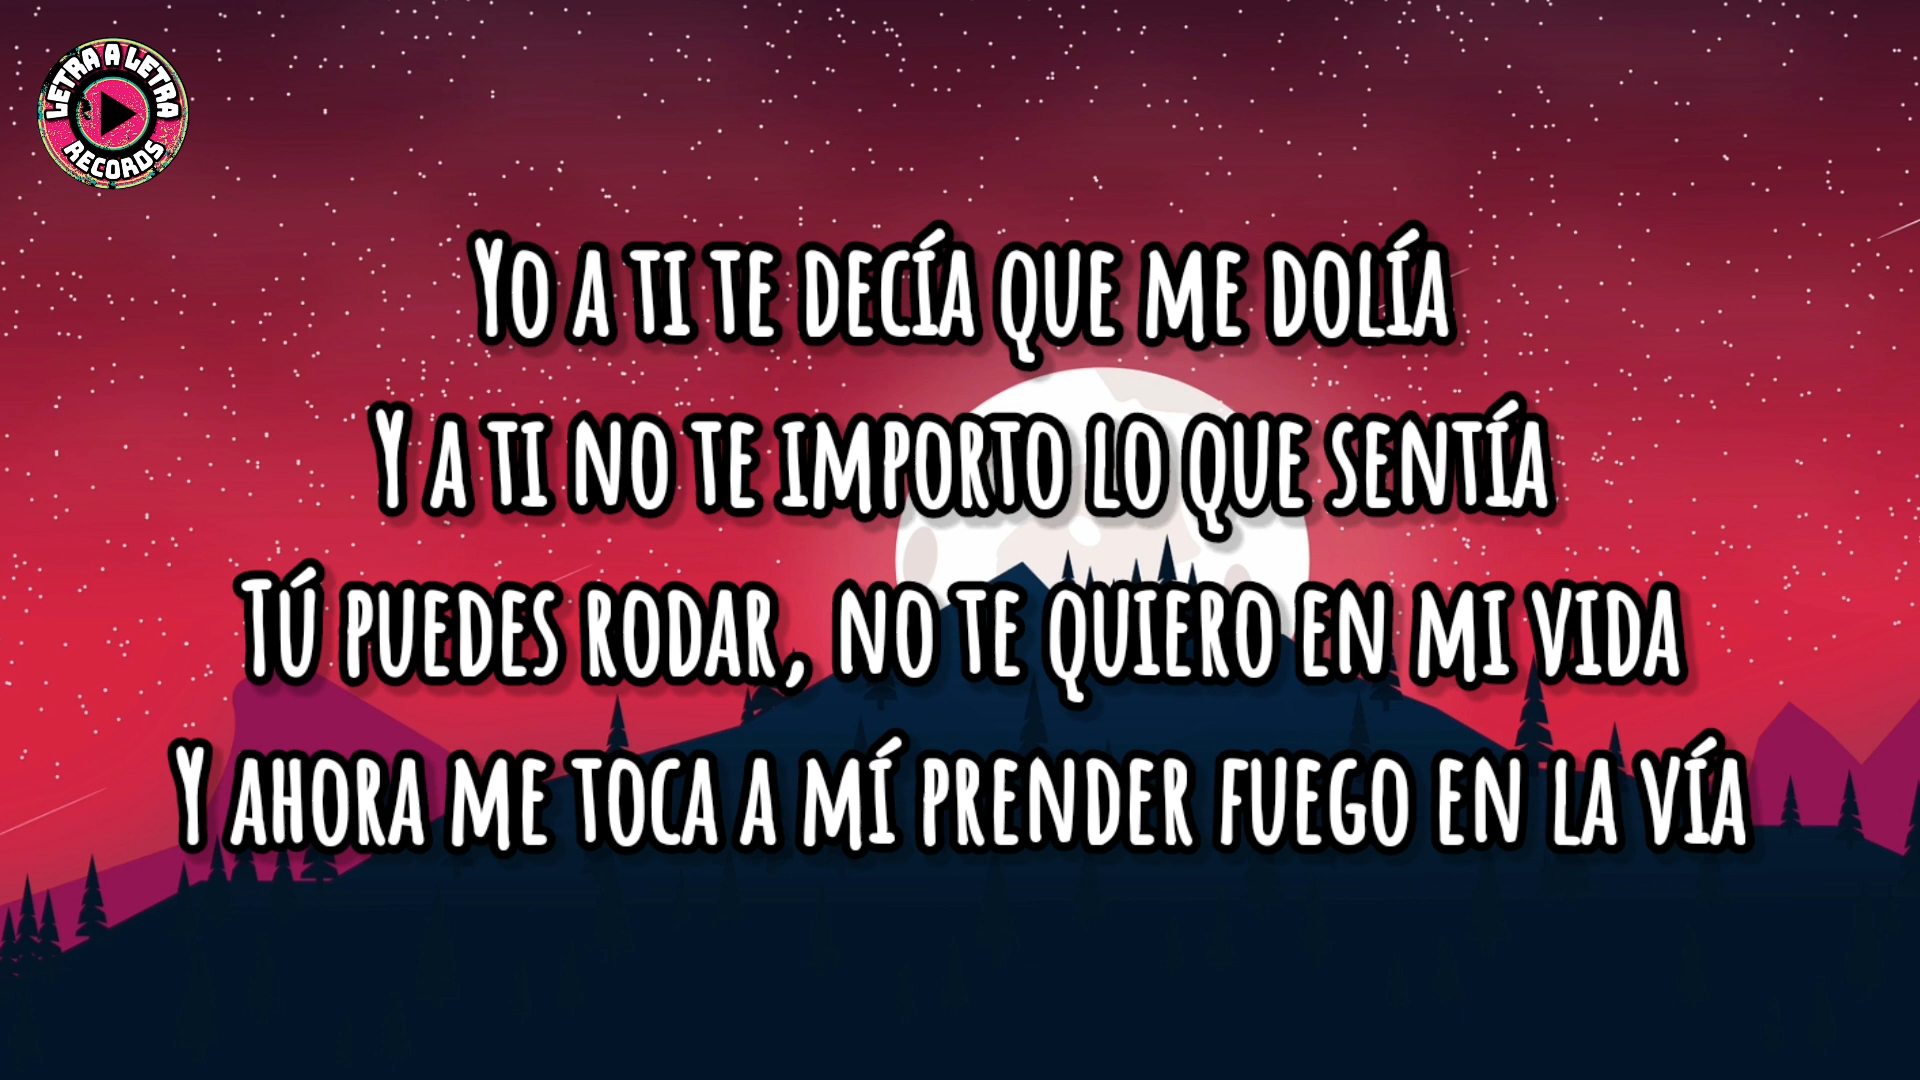 LETRA A LETRA
RECORDS
Yo a ti te decía que me dolía
Y a ti no te importo lo que sentía
Tú puedes rodar, no te quiero en mi vida
Y ahora me toca a mí prender fuego en la vía